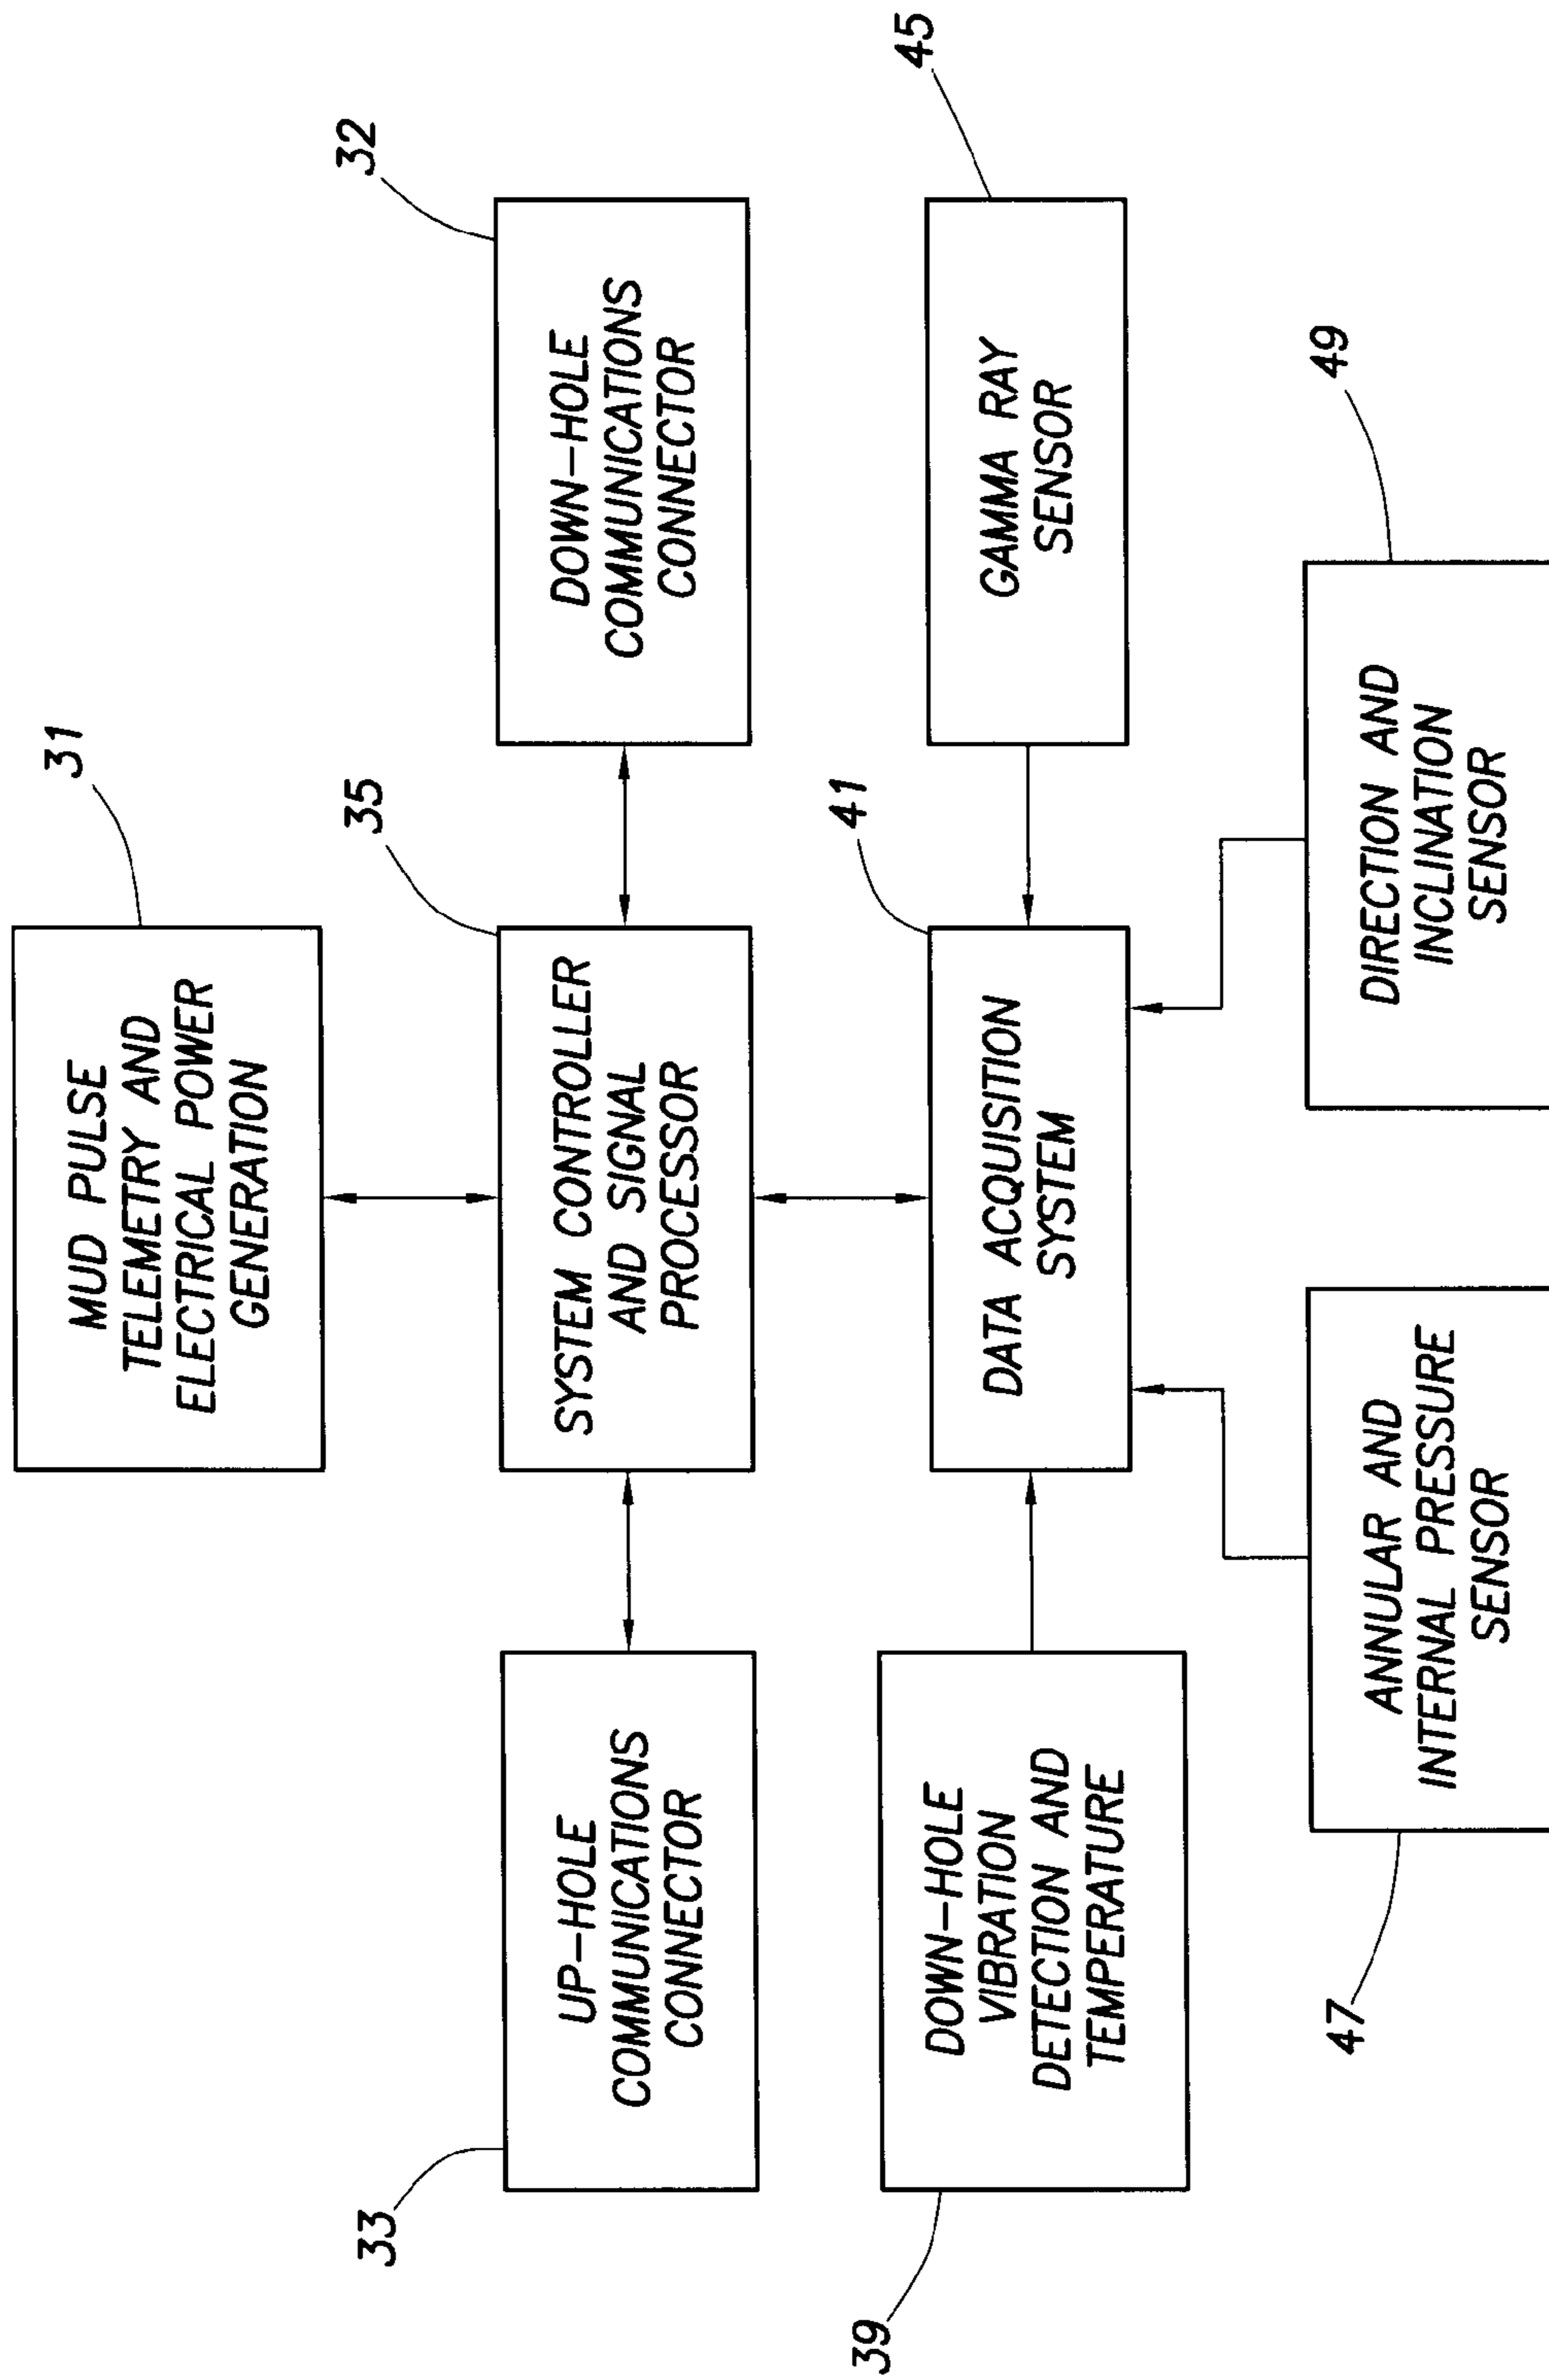 31
MUD PULSE
TELEMETRY AND
ELECTRICAL POWER
GENERATION
33
UP-HOLE
COMMUNICATIONS
CONNECTOR
35
SYSTEM CONTROLLER
AND SIGNAL
PROCESSOR
32
DOWN-HOLE
COMMUNICATIONS
CONNECTOR
39
DOWN-HOLE
VIBRATION
DETECTION AND
TEMPERATURE
41
DATA ACQUISITION
SYSTEM
45
GAMMA RAY
SENSOR
47
ANNULAR AND
INTERNAL PRESSURE
SENSOR
49
DIRECTION AND
INCLINATION
SENSOR